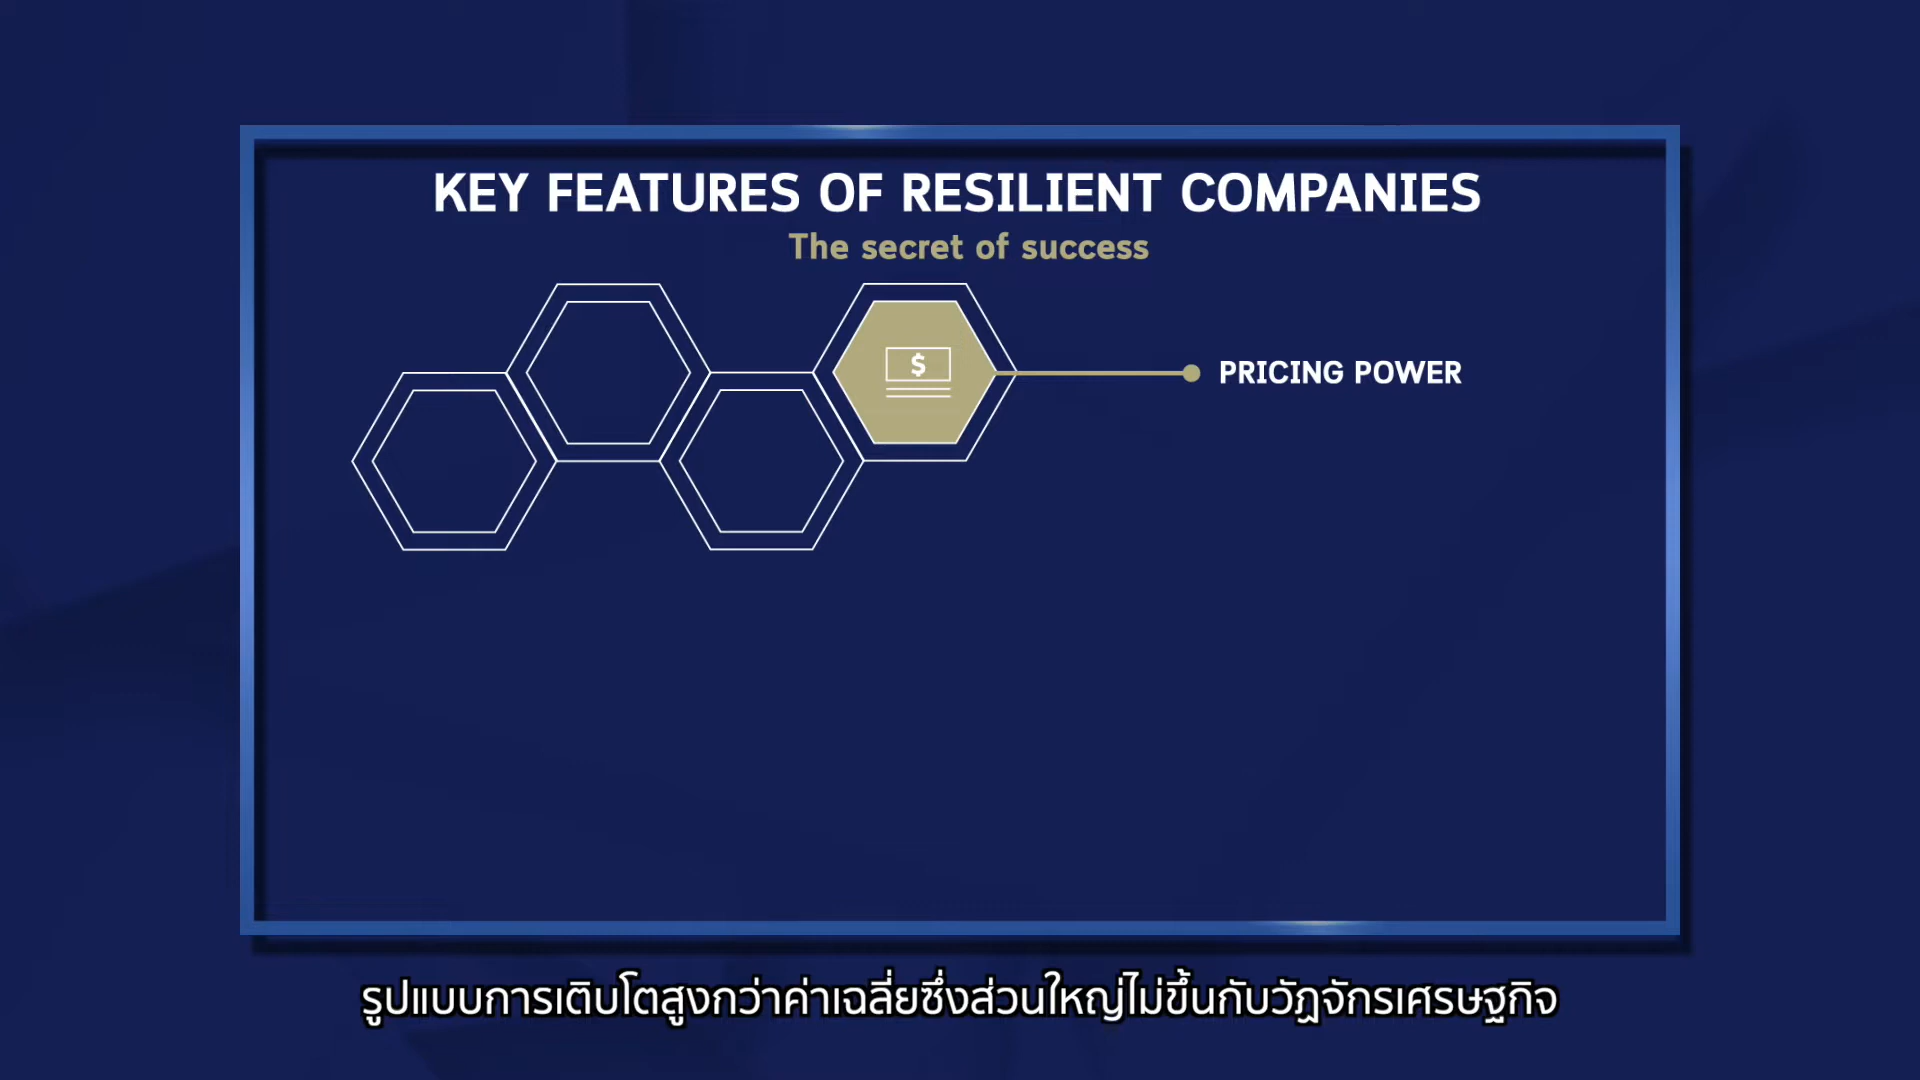 KEY FEATURES OF RESILIENT COMPANIES
The secret of success
$
PRICING POWER
รูปแบบการเติบโตสูงกว่าค่าเฉลี่ยซึ่งส่วนใหญ่ไม่ขึ้นกับวัฏจักรเศรษฐกิจ